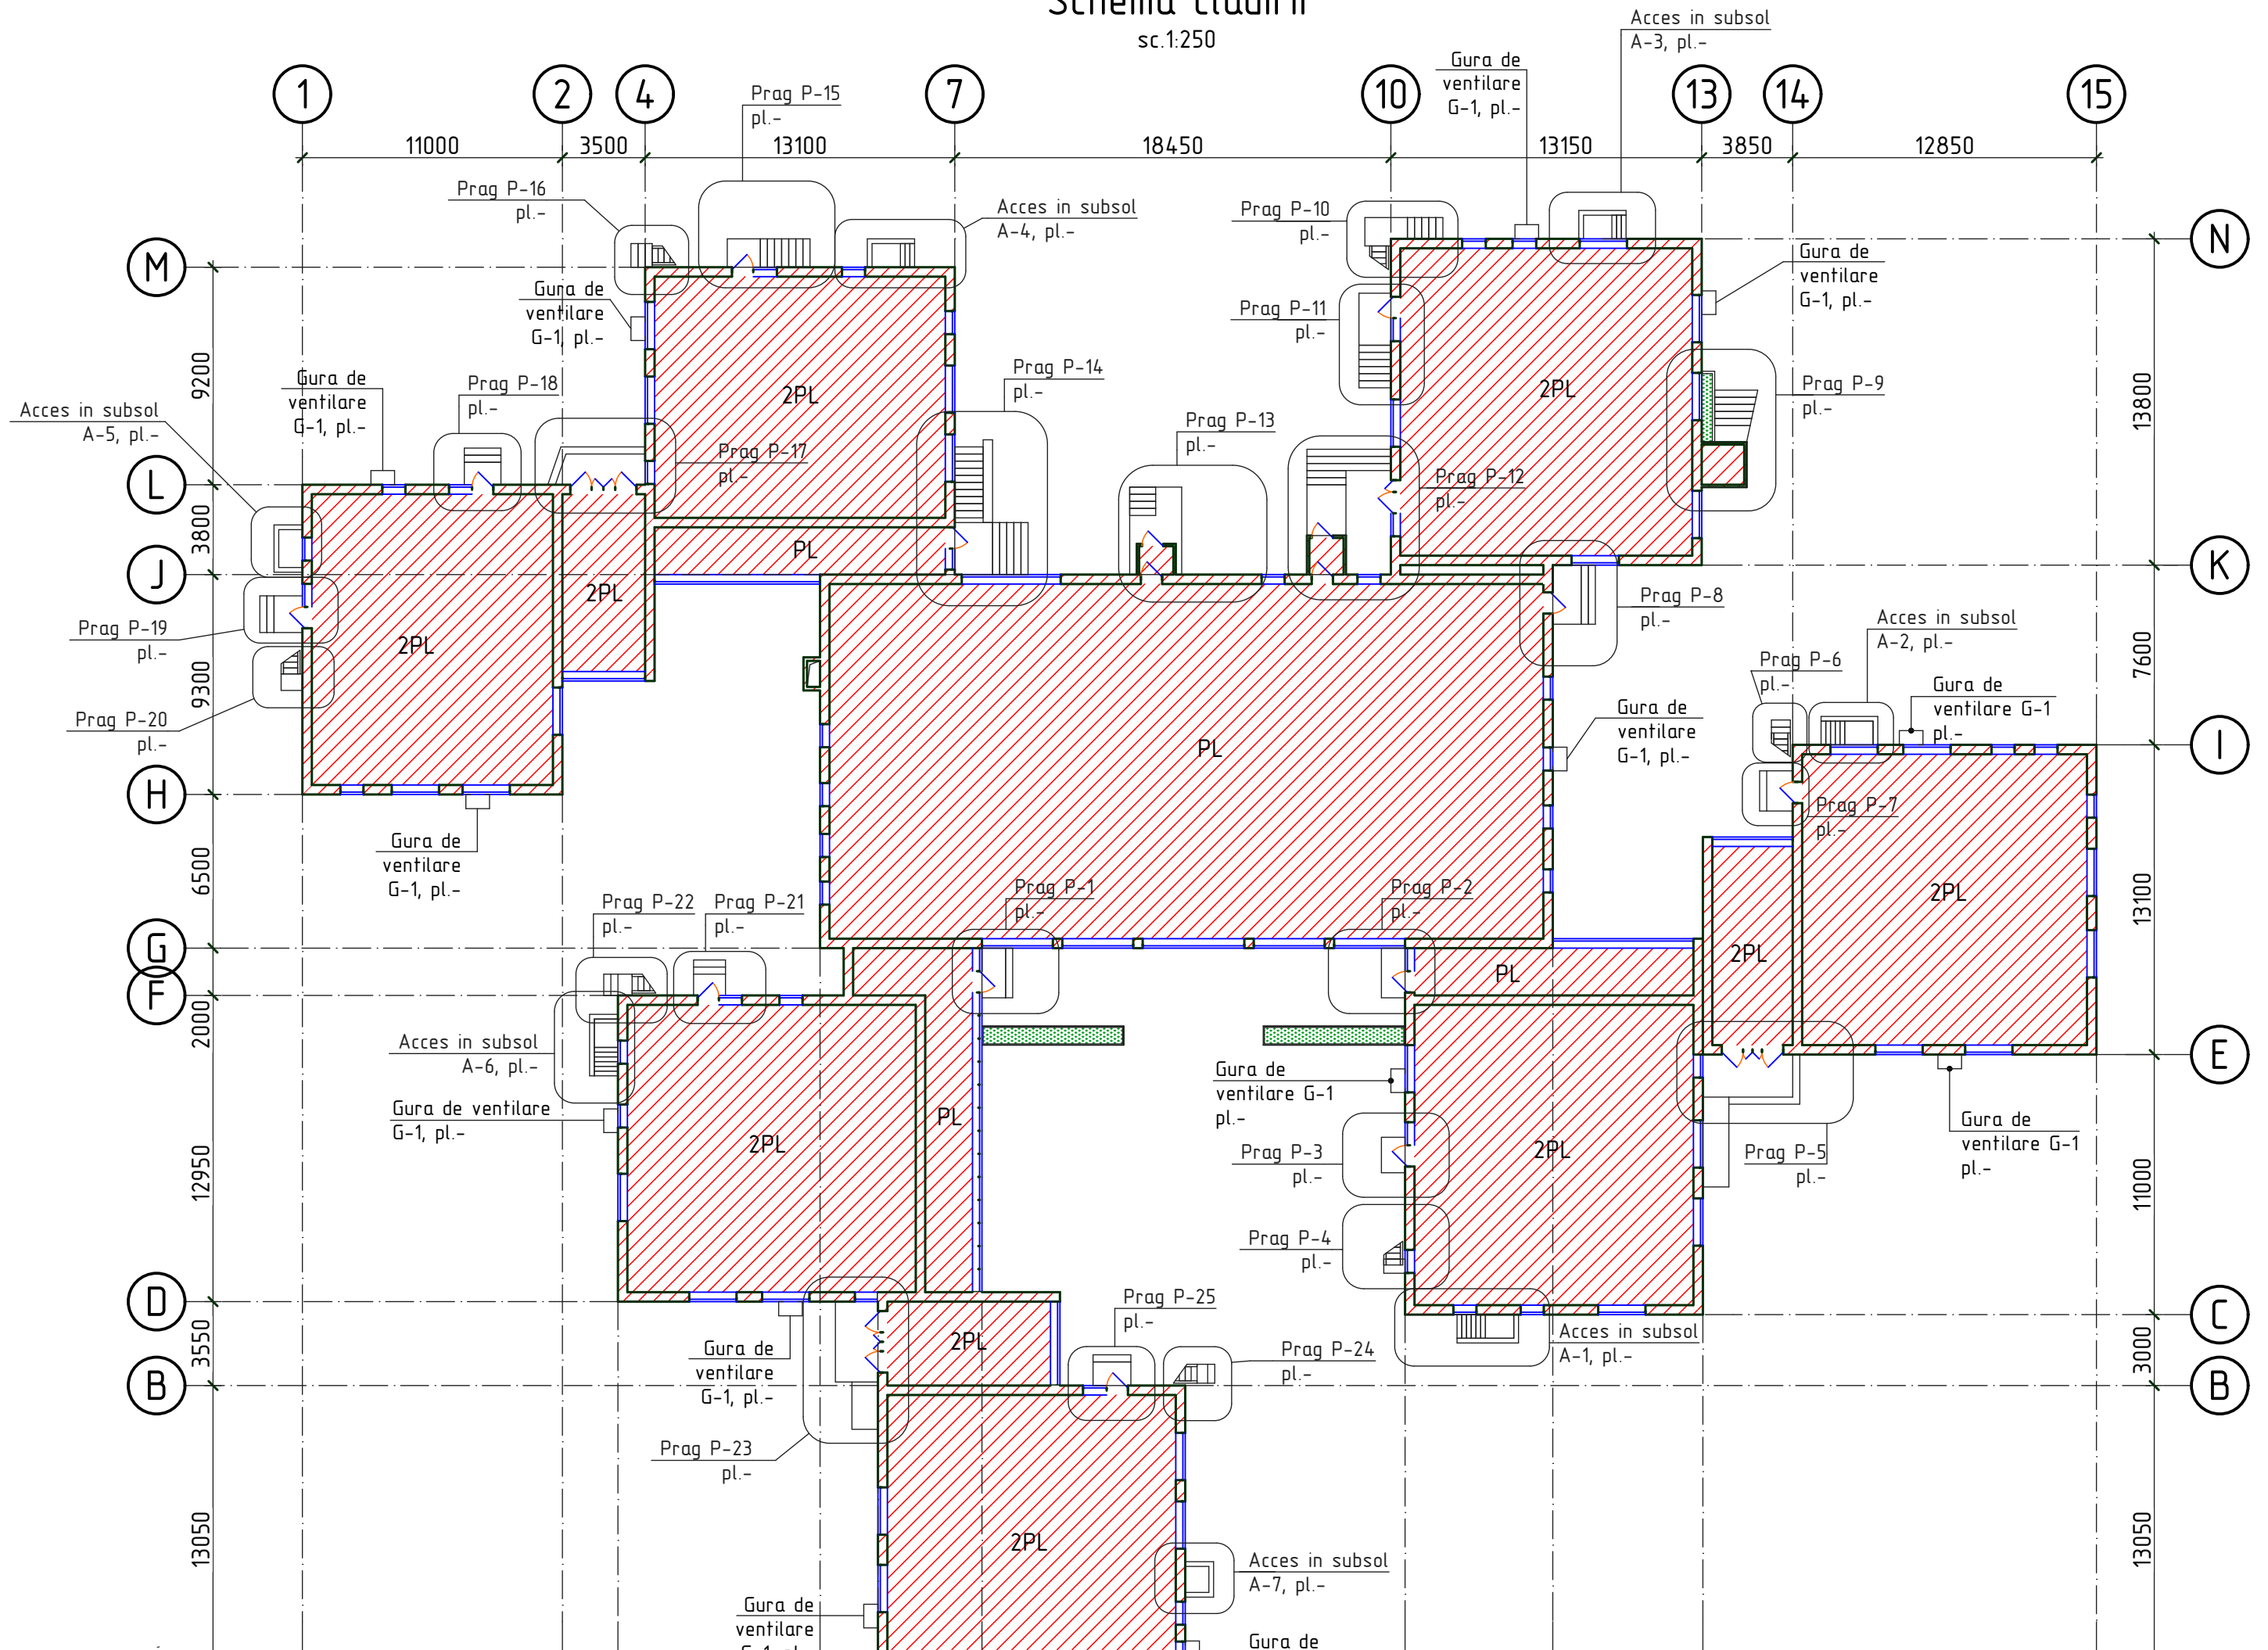 sc.1:250
Acces in subsol
A-3, pl.-
Gura de
ventilare
G-1, pl.-
1
2
4
7
10
13
14
15
Prag P-15
pl.-
11000
3500
13100
18450
13150
3850
12850
Prag P-16
pl.-
Acces in subsol
A-4, pl.-
Prag P-10
pl.-
M
N
Gura de
ventilare
G-1, pl.-
Gura de
ventilare
G-1, pl.-
Prag P-11
pl.-
9200
13800
Gura de
ventilare
G-1, pl.-
Prag P-18
pl.-
2PL
Prag P-14
pl.-
2PL
Prag P-9
pl.-
Acces in subsol
A-5, pl.-
Prag P-13
pl.-
Prag P-17
pl.-
Prag P-12
pl.-
L
3800
PL
J
K
2PL
Prag P-8
pl.-
Prag P-19
pl.-
2PL
Acces in subsol
A-2, pl.-
7600
9300
Prag P-6
pl.-
Gura de
ventilare G-1
pl.-
Prag P-20
pl.-
Gura de
ventilare
G-1, pl.-
PL
I
H
Prag P-7
pl.-
Gura de
ventilare
G-1, pl.-
6500
13100
2PL
Prag P-22
pl.-
Prag P-21
pl.-
Prag P-1
pl.-
Prag P-2
pl.-
G
F
PL
2PL
2000
Acces in subsol
A-6, pl.-
E
Gura de
ventilare G-1
pl.-
Gura de ventilare
G-1, pl.-
PL
Gura de
ventilare G-1
pl.-
2PL
2PL
12950
11000
Prag P-3
pl.-
Prag P-5
pl.-
Prag P-4
pl.-
D
C
Prag P-25
pl.-
3550
3000
2PL
Acces in subsol
A-1, pl.-
Gura de
ventilare
G-1, pl.-
Prag P-24
pl.-
B
B
Prag P-23
pl.-
13050
13050
2PL
Acces in subsol
A-7, pl.-
Gura de
ventilare
Gura de